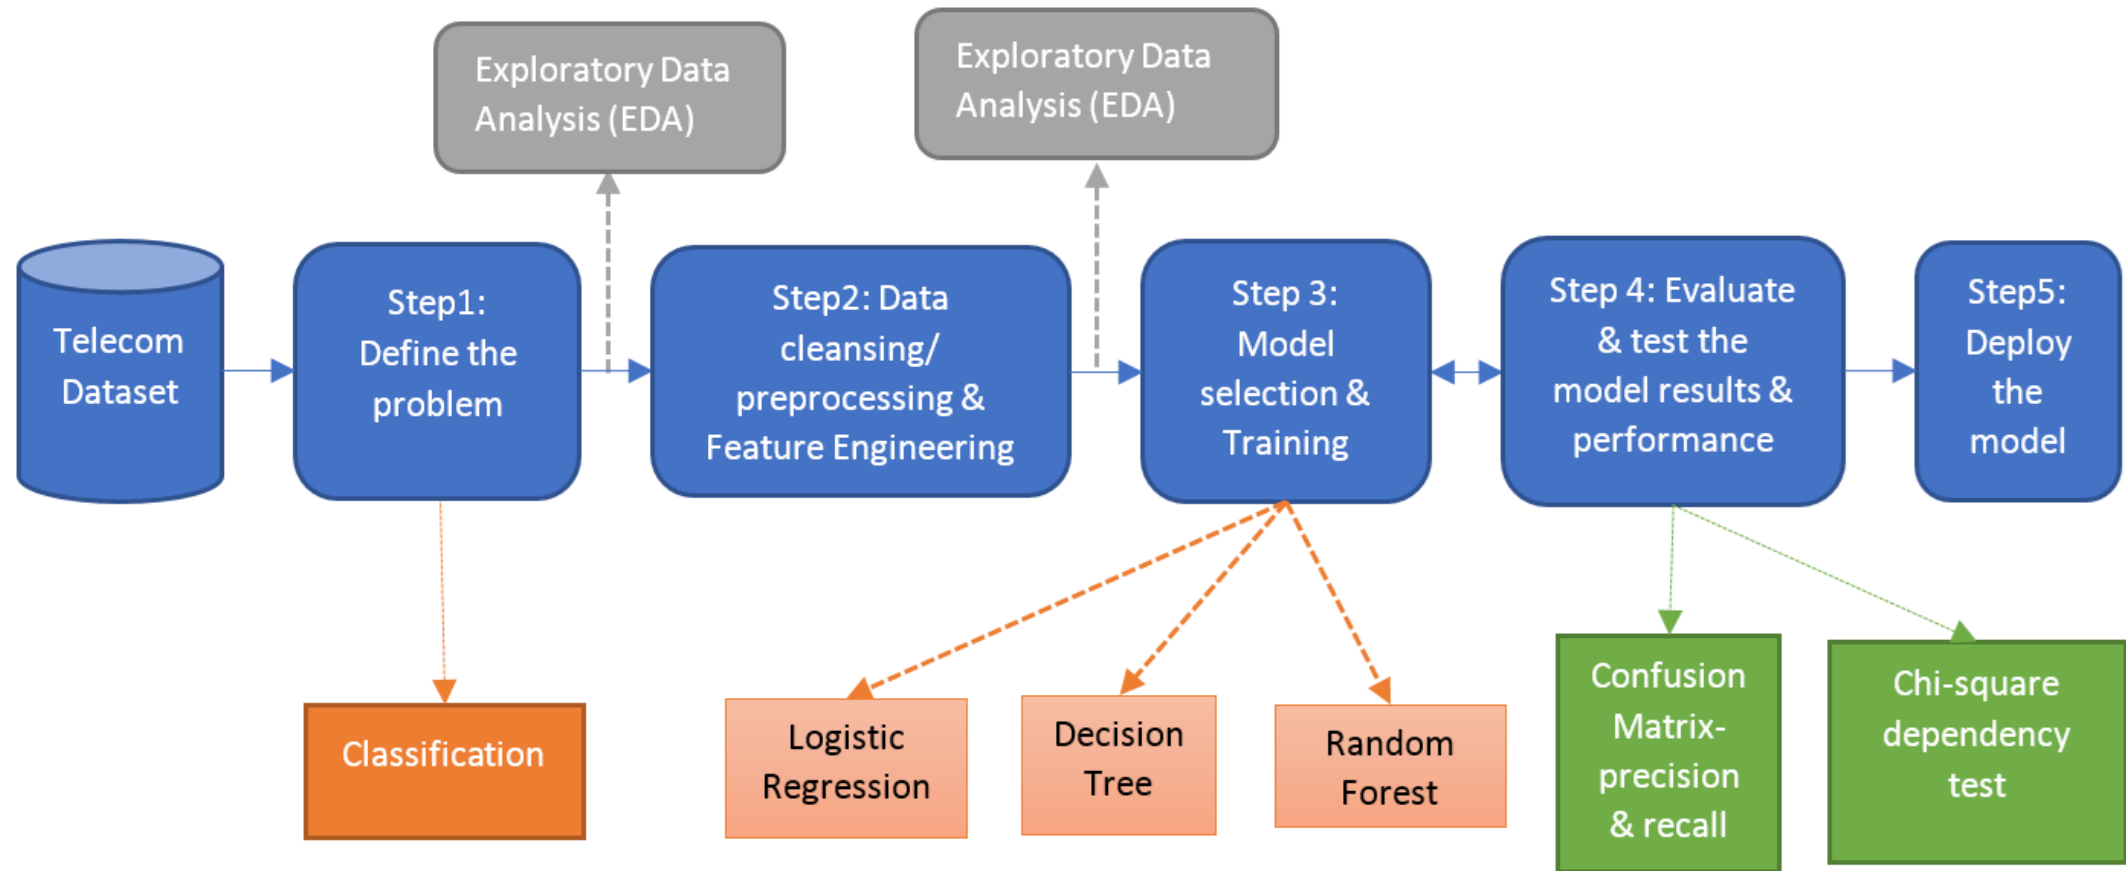 Exploratory Data
Analysis (EDA)
Exploratory Data
Analysis (EDA)
Telecom
Dataset
Step1:
Define the
problem
Step2: Data
cleansing/
preprocessing &
Feature Engineering
Step 3:
Model
selection &
Training
Step 4: Evaluate
& test the
model results &
performance
Step5:
Deploy
the
model
Classification
Logistic
Regression
Decision
Tree
Random
Forest
Confusion
Matrix-
precision
& recall
Chi-square
dependency
test